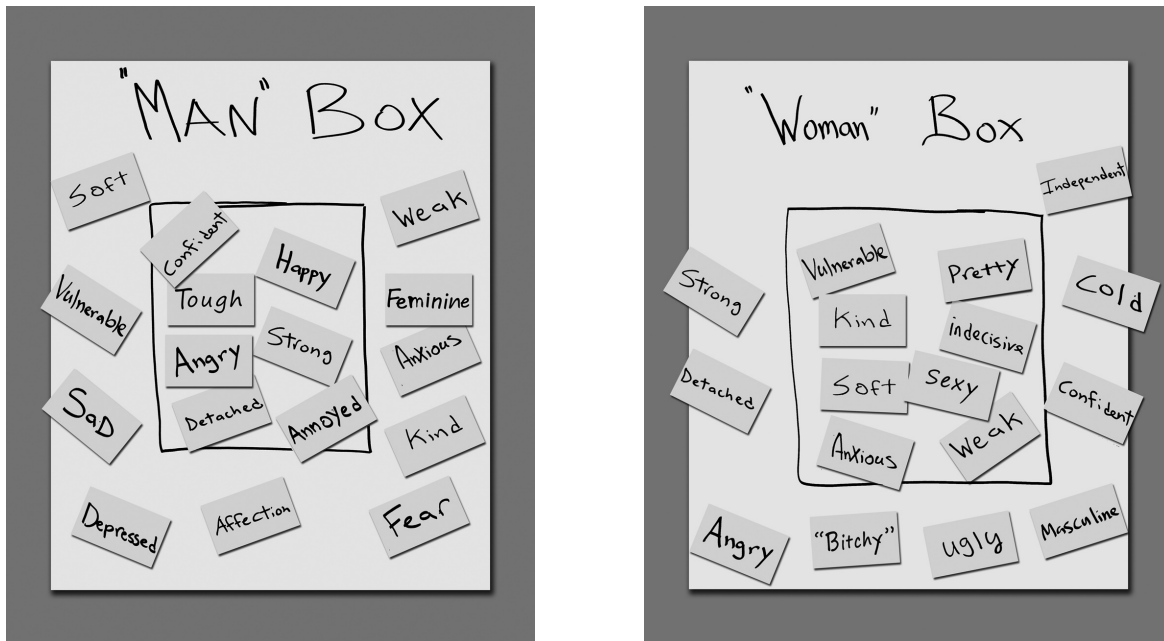 "MAN" Box
Soft
Confident
Weak
Happy
Vulnerable
Tough
Feminine
Angry
Strong
Anxious
Sad
Detached
Annoyed
Kind
Depressed
Affection
Fear
"Woman" Box
Independent
Vulnerable
Pretty
Strong
Cold
Kind
indecisive
Detached
Soft
Sexy
Confident
Anxious
Weak
Angry
"Bitchy"
ugly
Masculine